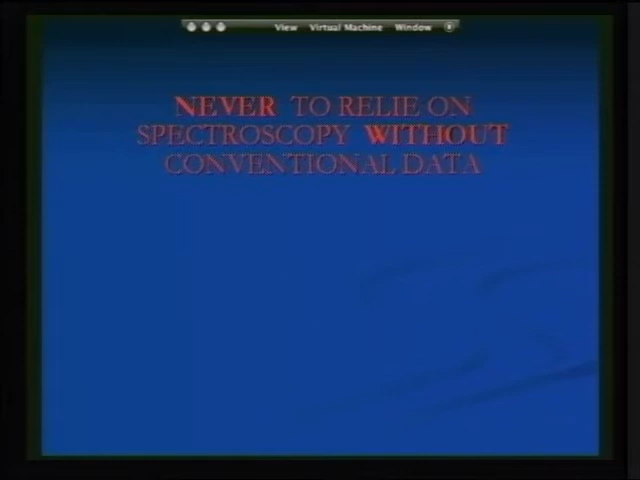 View Virtual Machine Window
NEVER TO RELIE ON
SPECTROSCOPY WITHOUT
CONVENTIONAL DATA